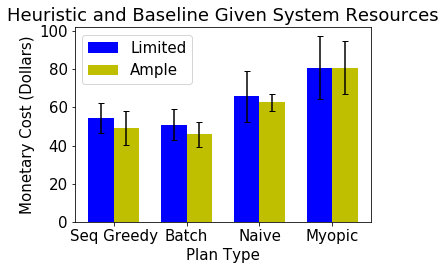 Heuristic and Baseline Given System Resources
Monetary Cost (Dollars)
100
80
60
40
20
0
Limited
Ample
Seq Greedy Batch Naive Myopic
Plan Type